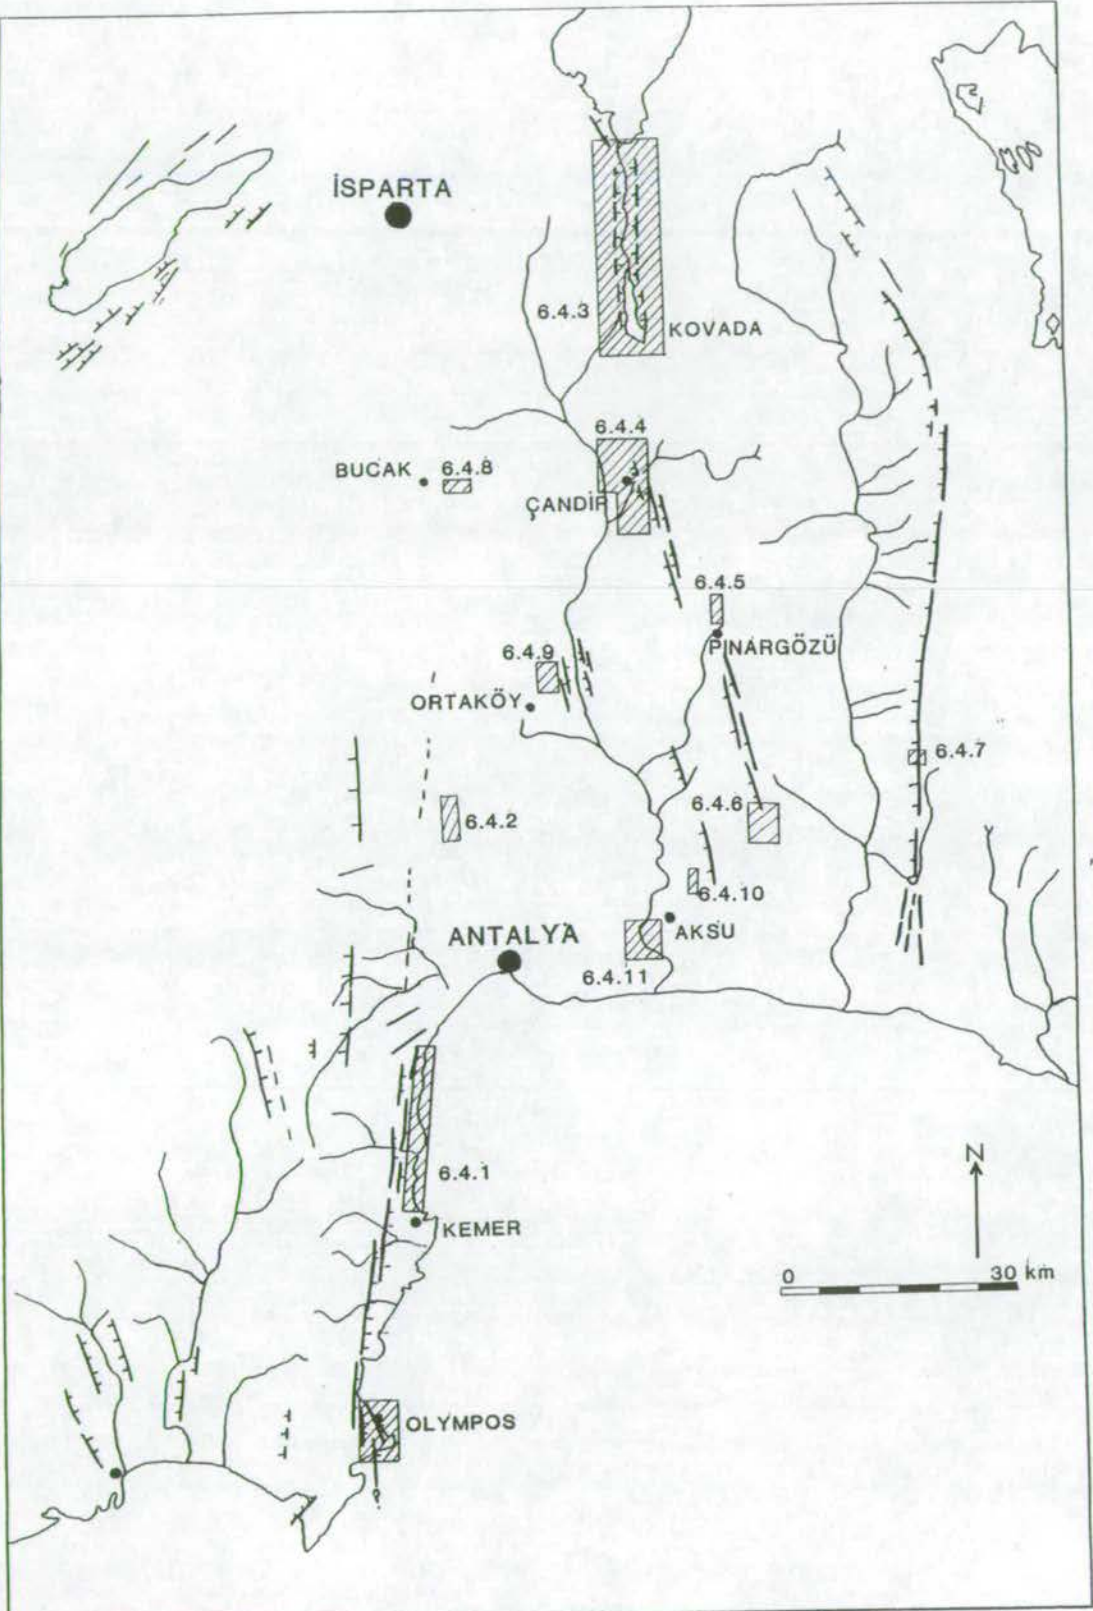 İSPARTA
6.4.3
KOVADA
6.4.4
BUCAK
6.4.8
ÇANDİR
6.4.5
PINARGÖZÜ
6.4.9
ORTAKÖY
6.4.7
6.4.6
6.4.2
6.4.10
AKSU
ANTALYA
6.4.11
N
6.4.1
KEMER
0 30 km
OLYMPOS